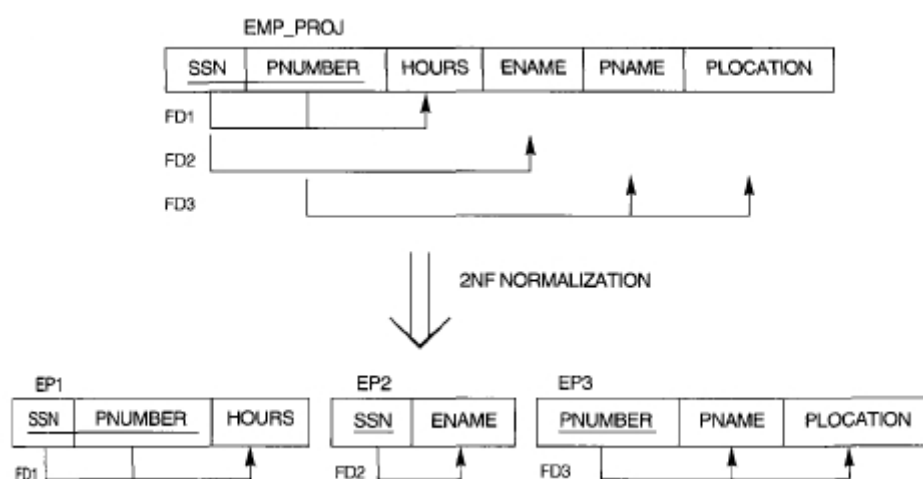 EMP_PROJ
SSN PNUMBER HOURS ENAME PNAME PLOCATION
FD1
FD2
FD3
2NF NORMALIZATION
EP1 EP2 EP3
SSN PNUMBER HOURS SSN ENAME PNUMBER PNAME PLOCATION
FD1 FD2 FD3